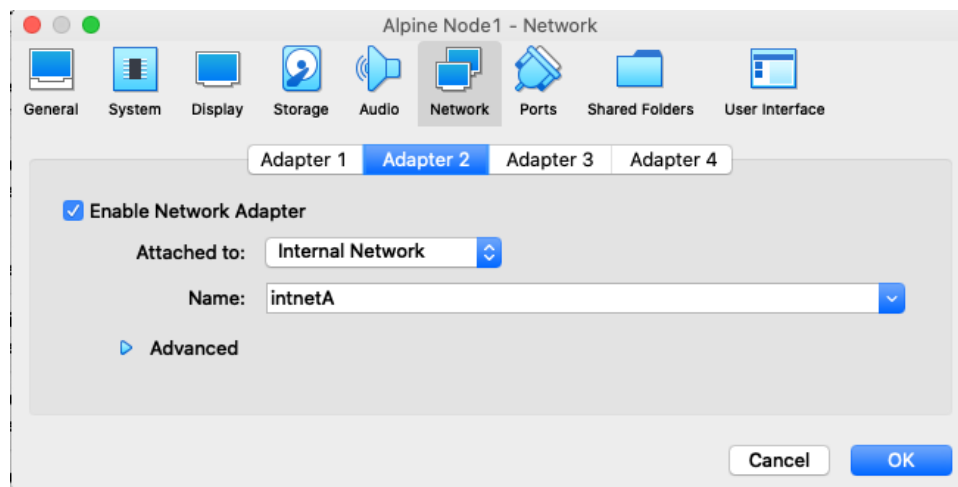 Alpine Node1 - Network
General System Display Storage Audio Network Ports Shared Folders User Interface
Adapter 1 Adapter 2 Adapter 3 Adapter 4
Enable Network Adapter
Attached to: Internal Network
Name: intnetA
Advanced
Cancel OK